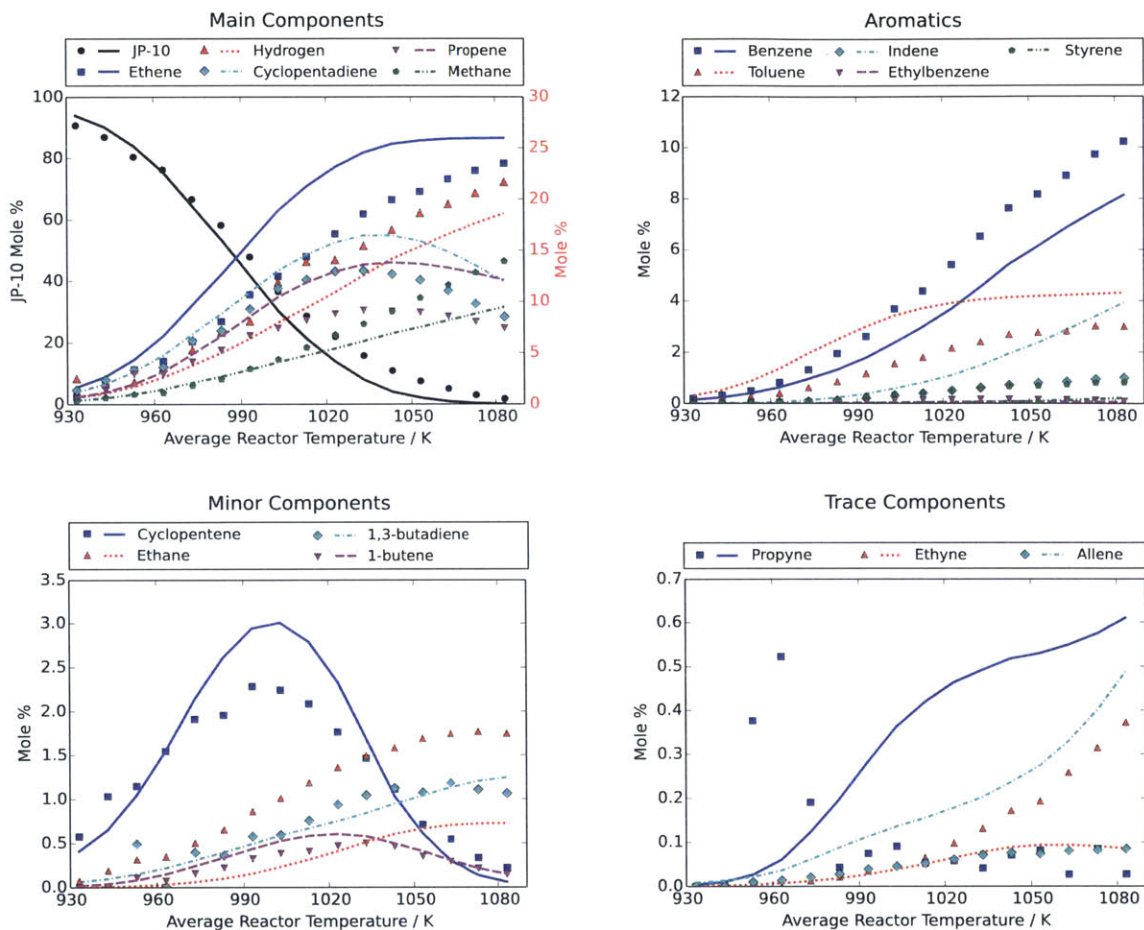 Main Components
JP-10 Hydrogen Propene
Ethene Cyclopentadiene Methane
100
80
60
40
20
0
JP-10 Mole %
30
25
20
15
10
5
0
Mole %
930 960 990 1020 1050 1080
Average Reactor Temperature / K
Aromatics
Benzene Indene Styrene
Toluene Ethylbenzene
12
10
8
6
4
2
0
Mole %
930 960 990 1020 1050 1080
Average Reactor Temperature / K
Minor Components
Cyclopentene 1,3-butadiene
Ethane 1-butene
3.5
3.0
2.5
2.0
1.5
1.0
0.5
0.0
Mole %
930 960 990 1020 1050 1080
Average Reactor Temperature / K
Trace Components
Propyne Ethyne Allene
0.7
0.6
0.5
0.4
0.3
0.2
0.1
0.0
Mole %
930 960 990 1020 1050 1080
Average Reactor Temperature / K